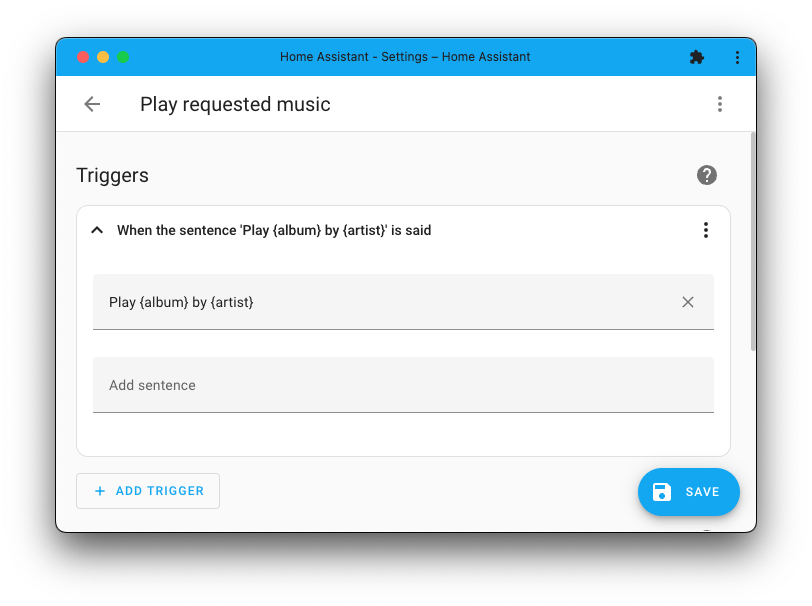 Home Assistant - Settings – Home Assistant
Play requested music
Triggers
When the sentence 'Play {album} by {artist}' is said
Play {album} by {artist}
Add sentence
ADD TRIGGER
SAVE